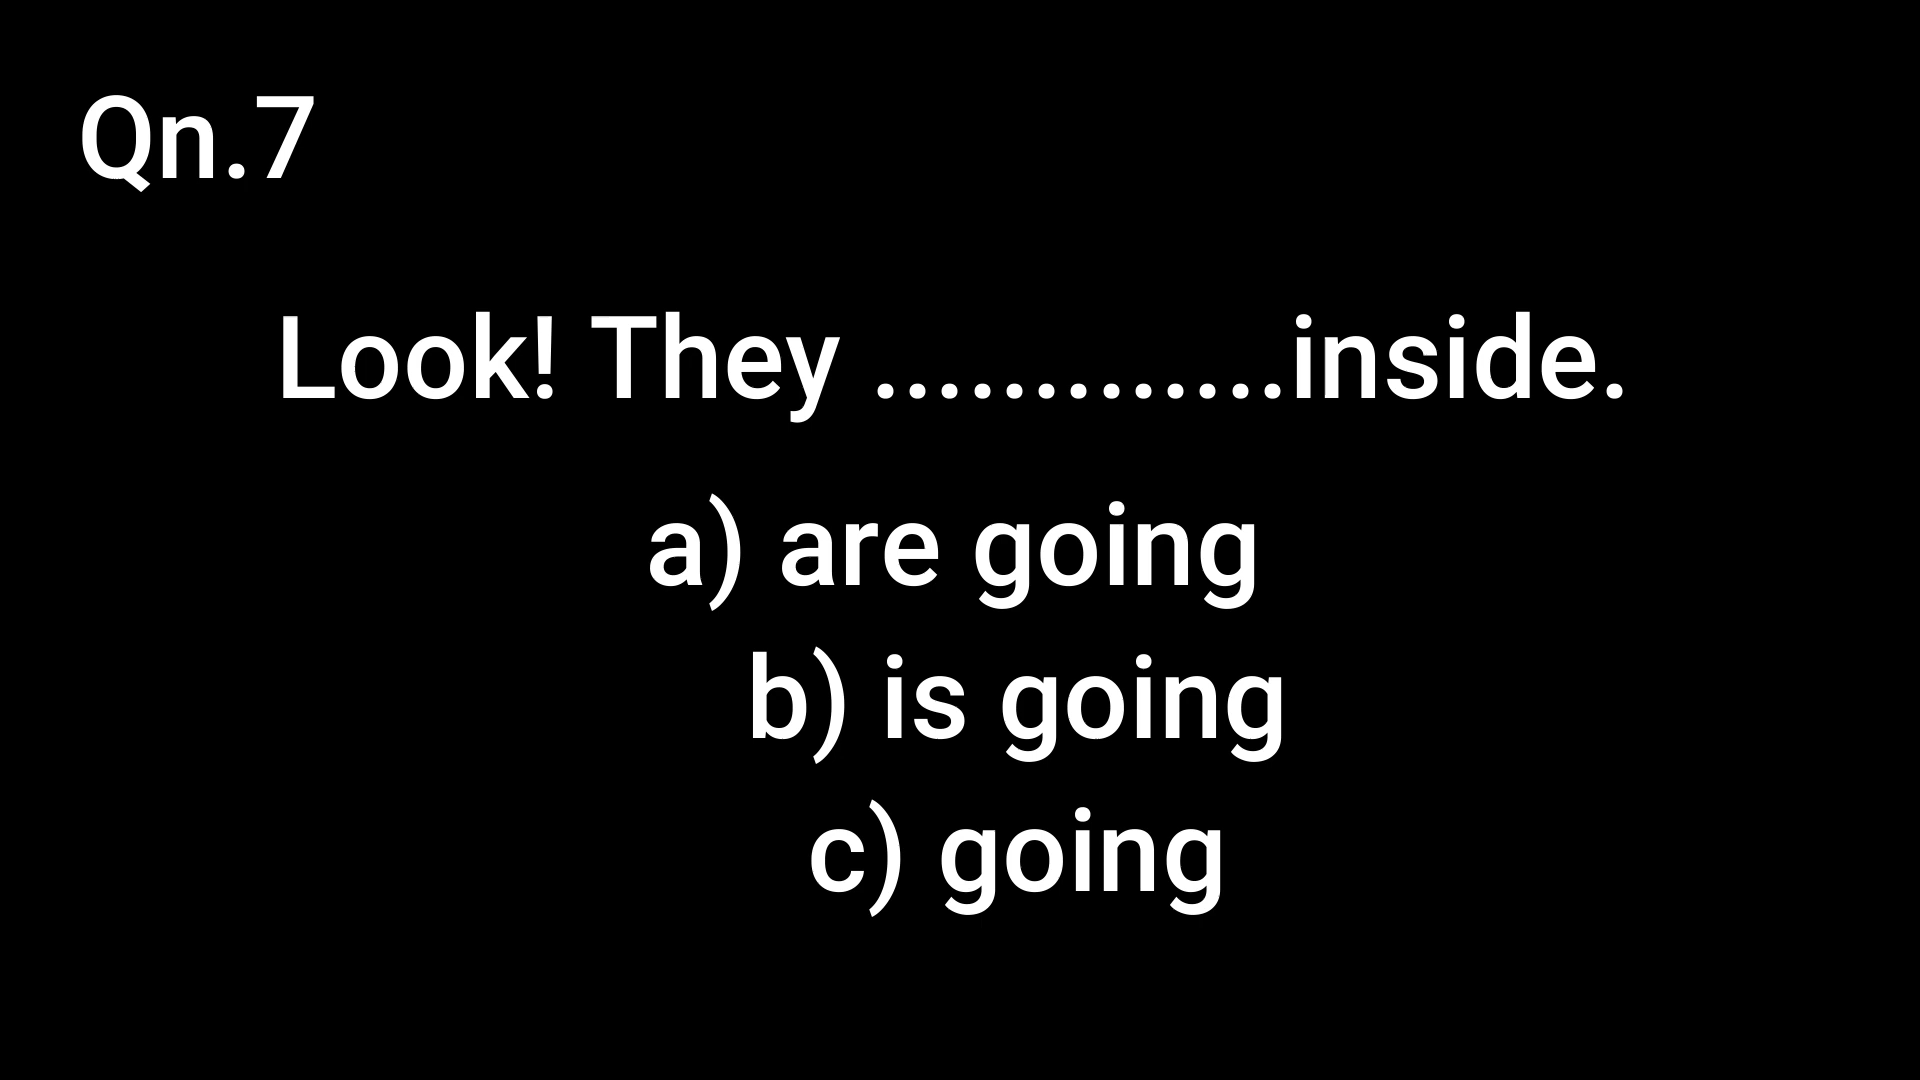 Qn.7
Look! They .............inside.
a) are going
b) is going
c) going